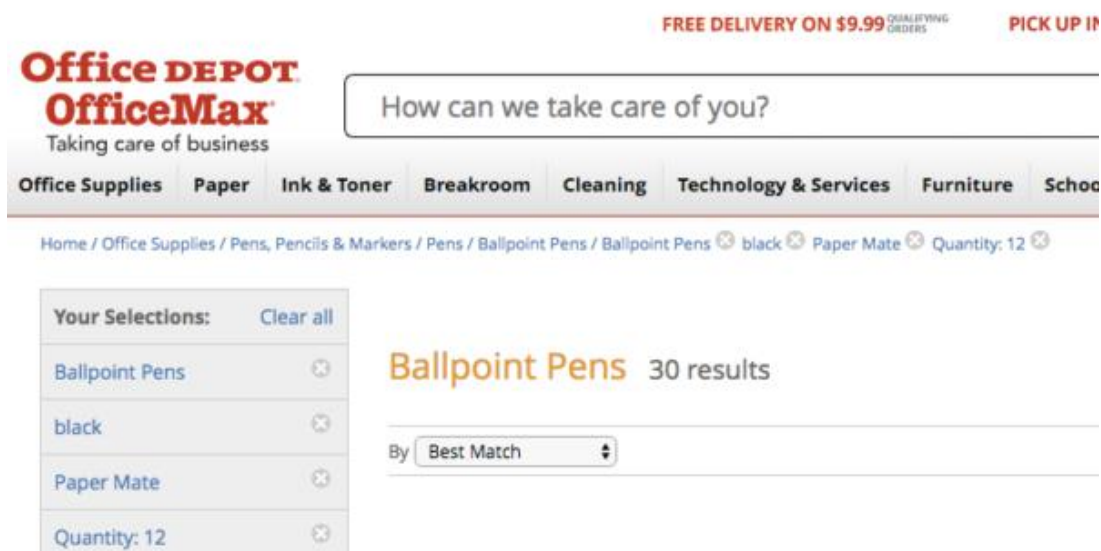 FREE DELIVERY ON $9.99 QUALIFYING ORDERS PICK UP IN
Office DEPOT
OfficeMax
Taking care of business
How can we take care of you?
Office Supplies Paper Ink & Toner Breakroom Cleaning Technology & Services Furniture Schoo
Home / Office Supplies / Pens, Pencils & Markers / Pens / Ballpoint Pens / Ballpoint Pens black Paper Mate Quantity: 12
Your Selections: Clear all
Ballpoint Pens
black
Paper Mate
Quantity: 12
Ballpoint Pens 30 results
By Best Match